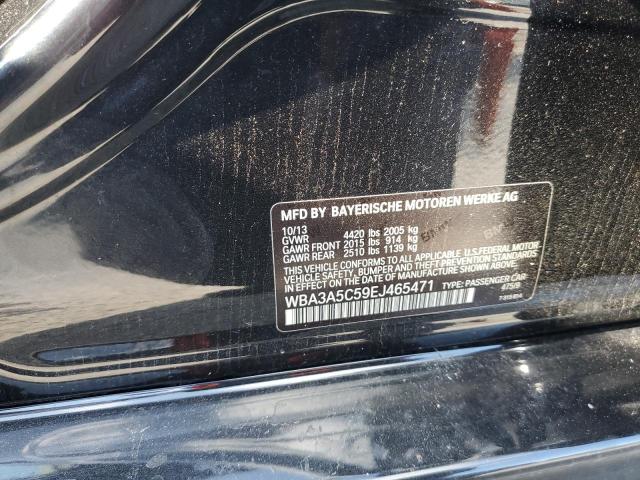 MFD BY BAYERISCHE MOTOREN WERKE AG
10/13
GVWR 4420 lbs 2005 kg
GAWR FRONT 2015 lbs 914 kg
GAWR REAR 2510 lbs 1139 kg
THIS VEHICLE CONFORMS TO ALL APPLICABLE U.S. FEDERAL MOTOR
VEHICLE SAFETY, BUMPER, AND THEFT PREVENTION STANDARDS
IN EFFECT ON THE DATE OF MANUFACTURE SHOWN ABOVE.
WBA3A5C59EJ465471 TYPE: PASSENGER CAR